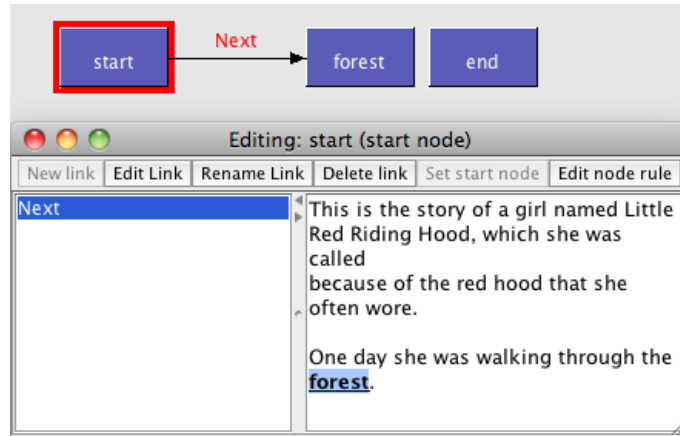 Next
start
forest
end
Editing: start (start node)
New link Edit Link Rename Link Delete link Set start node Edit node rule
Next
This is the story of a girl named Little
Red Riding Hood, which she was
called
because of the red hood that she
often wore.
One day she was walking through the
forest.